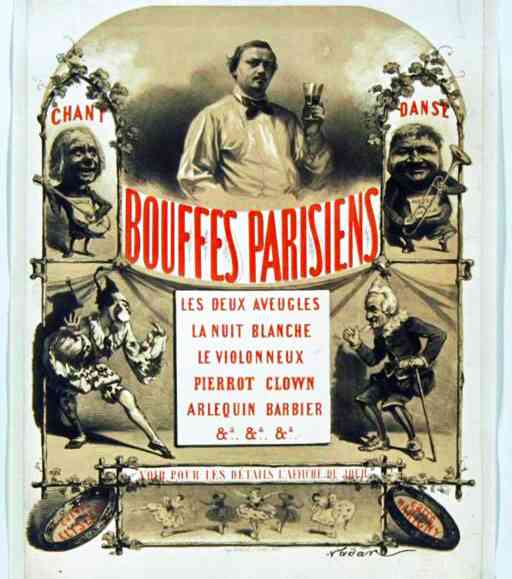 CHANT
DANSE
BOUFFES PARISIENS
LES DEUX AVEUGLES
LA NUIT BLANCHE
LE VIOLONNEUX
PIERROT CLOWN
ARLEQUIN BARBIER
&ª. &ª. &ª.
VOIR POUR LES DÉTAILS L'AFFICHE DU JOUR
Nadar